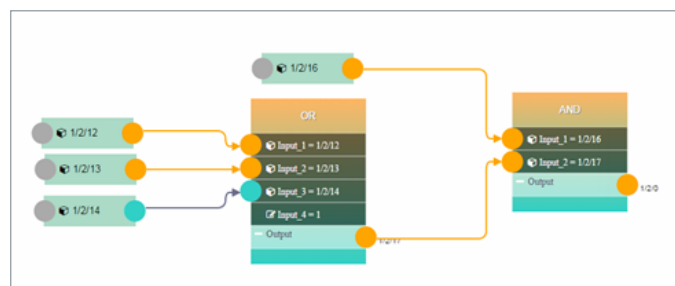 1/2/16
OR
AND
1/2/12
Input_1 = 1/2/12
Input_1 = 1/2/16
1/2/13
Input_2 = 1/2/13
Input_2 = 1/2/17
1/2/14
Input_3 = 1/2/14
Output
1/2/0
Input_4 = 1
Output
1/2/17